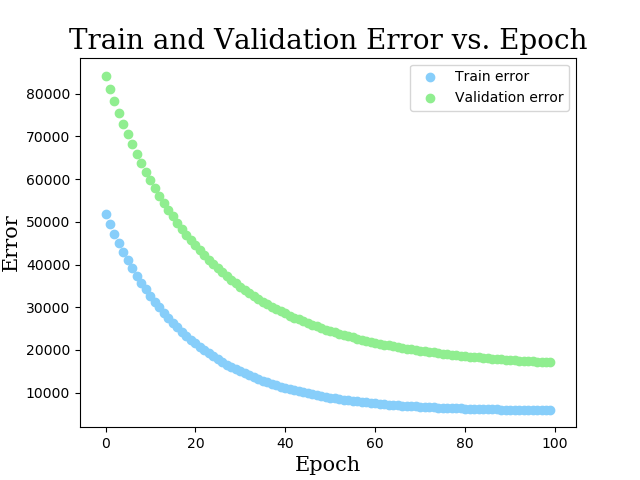 Train and Validation Error vs. Epoch
Train error
Validation error
80000
70000
60000
50000
40000
30000
20000
10000
Error
0 20 40 60 80 100
Epoch